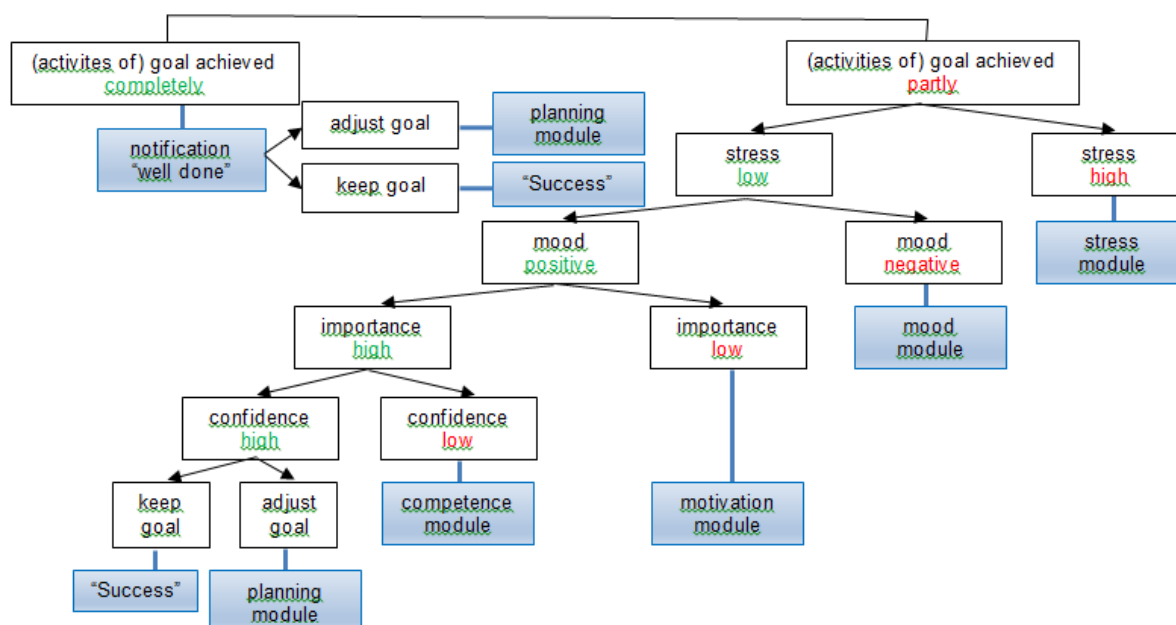 (activites of) goal achieved
completely
(activities of) goal achieved
partly
notification
“well done”
adjust goal
planning
module
keep goal
“Success”
stress
low
stress
high
stress
module
mood
positive
mood
negative
mood
module
importance
high
importance
low
confidence
high
confidence
low
keep
goal
adjust
goal
competence
module
motivation
module
“Success”
planning
module